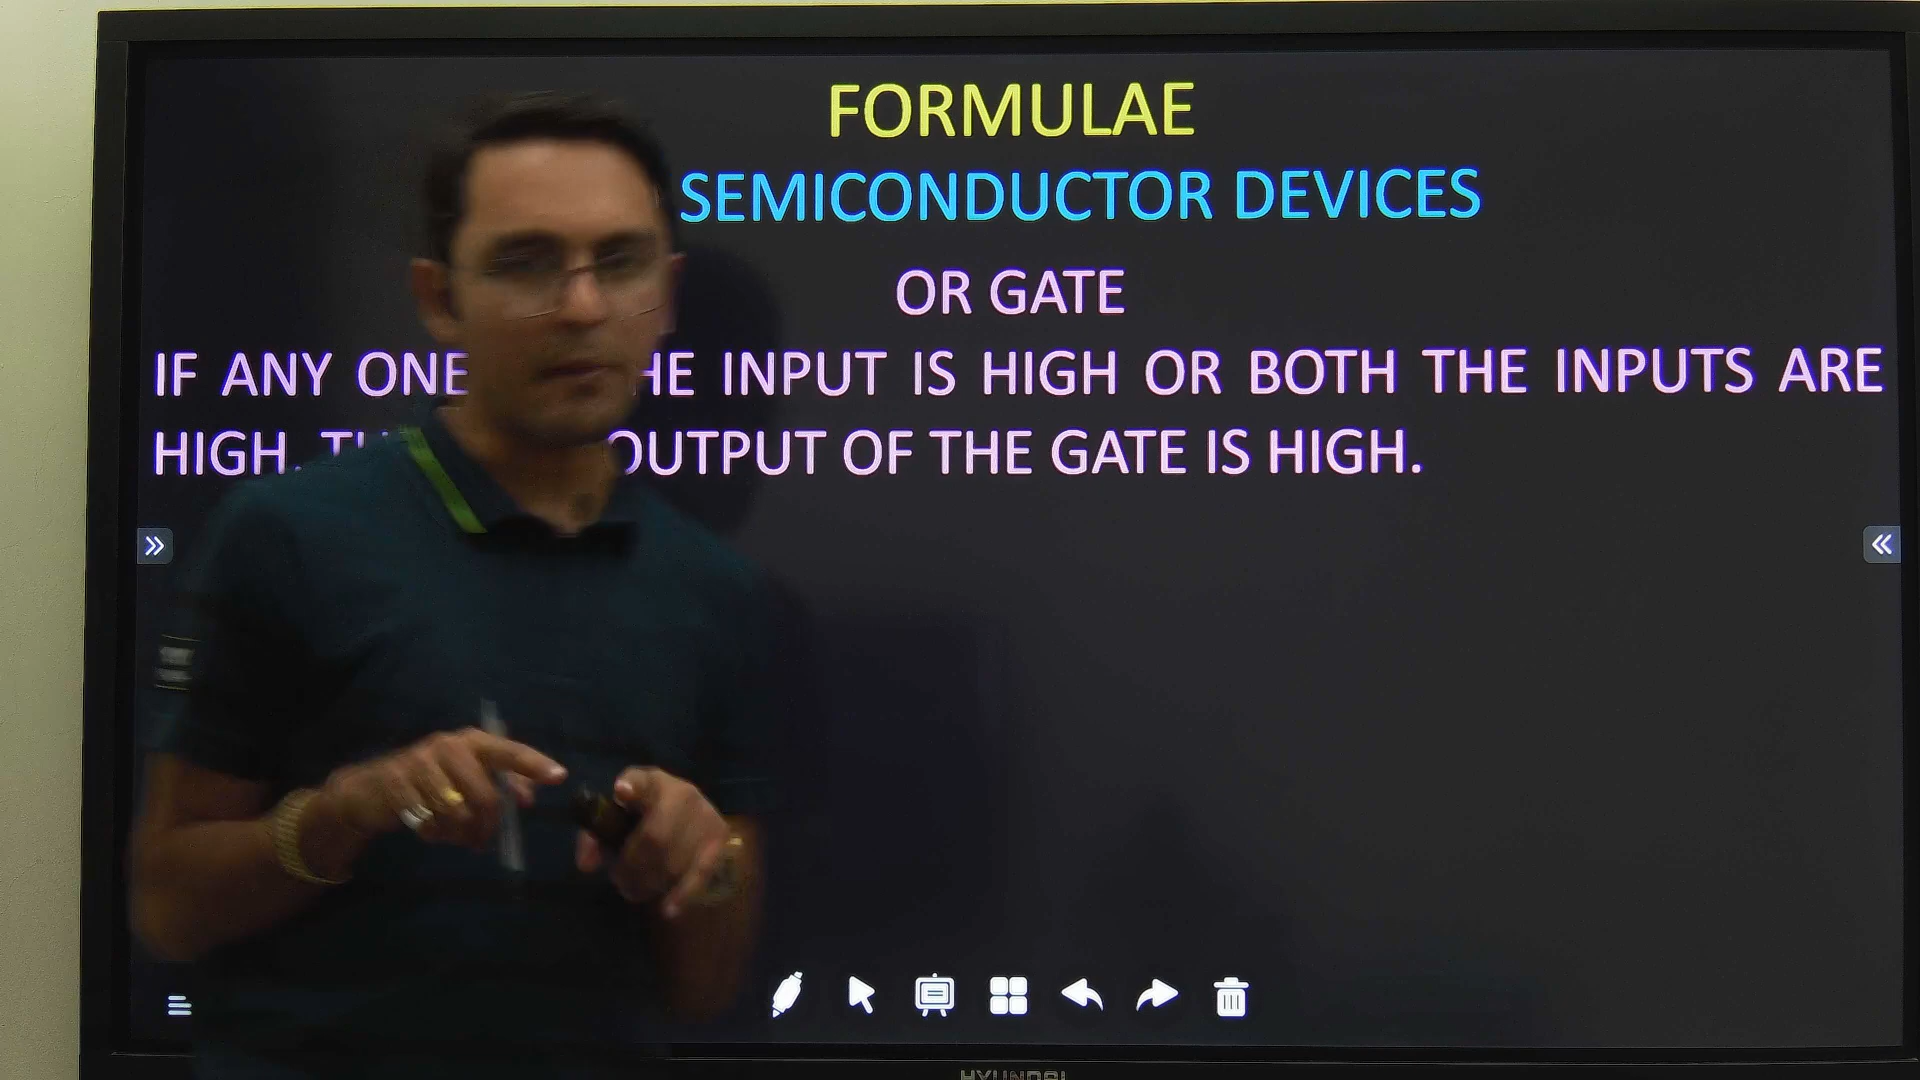 FORMULAE
SEMICONDUCTOR DEVICES
OR GATE
IF ANY ONE HE INPUT IS HIGH OR BOTH THE INPUTS ARE
HIGH. OUTPUT OF THE GATE IS HIGH.
HYUNDAI